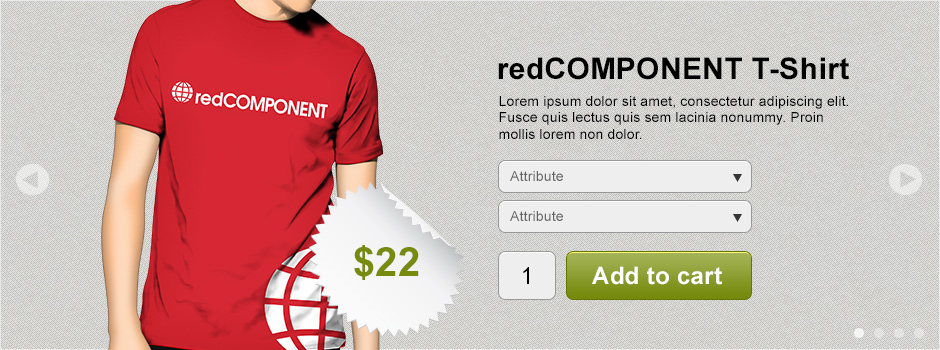 redCOMPONENT
$22
redCOMPONENT T-Shirt
Lorem ipsum dolor sit amet, consectetur adipiscing elit.
Fusce quis lectus quis sem lacinia nonummy. Proin
mollis lorem non dolor.
Attribute
Attribute
1
Add to cart